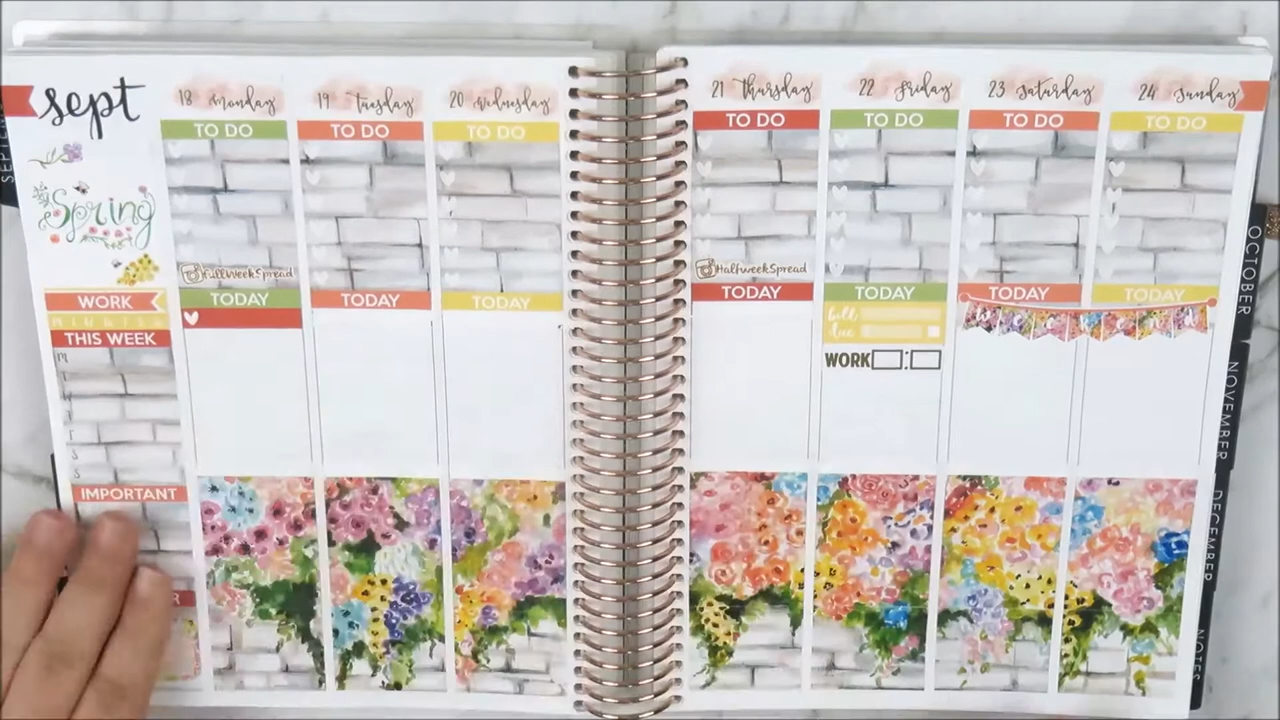 sept
Spring
WORK
THIS WEEK
M
T
W
T
F
S
S
IMPORTANT
18 monday
TO DO
FullWeekSpread
TODAY
19 tuesday
TO DO
TODAY
20 wednesday
TO DO
TODAY
21 thursday
TO DO
HalfweekSpread
TODAY
22 friday
TO DO
TODAY
bill
due
WORK :
23 saturday
TO DO
TODAY
24 sunday
TO DO
TODAY
weekend
OCTOBER
NOVEMBER
DECEMBER
NOTES